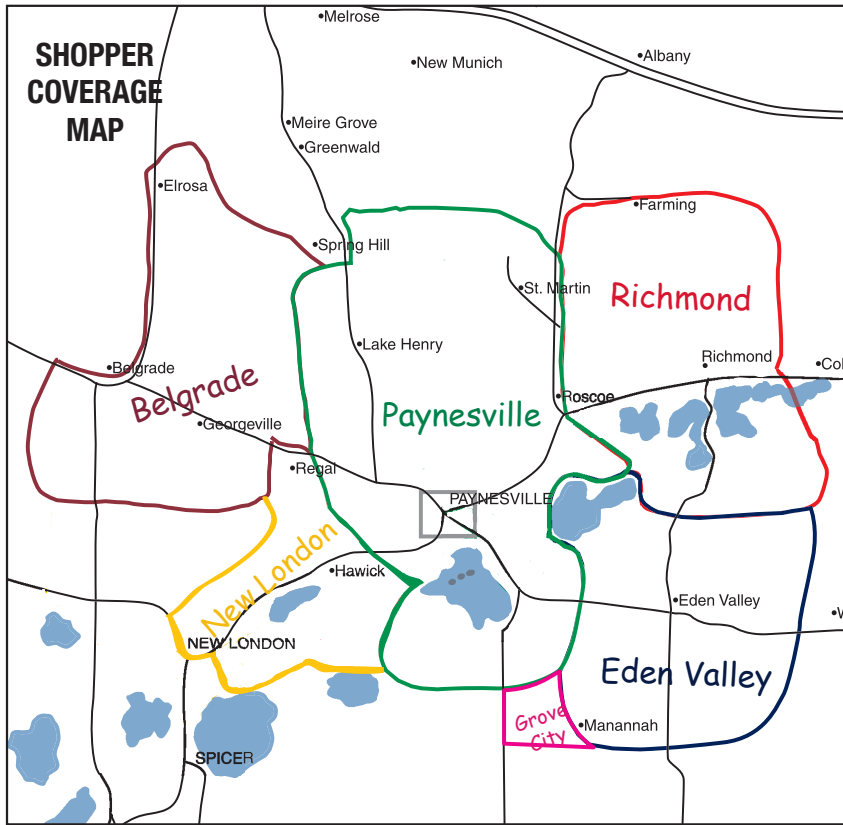 SHOPPER
COVERAGE
MAP
Melrose
New Munich
Albany
Meire Grove
Greenwald
Elrosa
Farming
Spring Hill
St. Martin
Richmond
Lake Henry
Richmond
Col
Belgrade
Belgrade
Roscoe
Paynesville
Georgeville
Regal
PAYNESVILLE
New London
Hawick
Eden Valley
NEW LONDON
Eden Valley
Grove
City
Manannah
SPICER